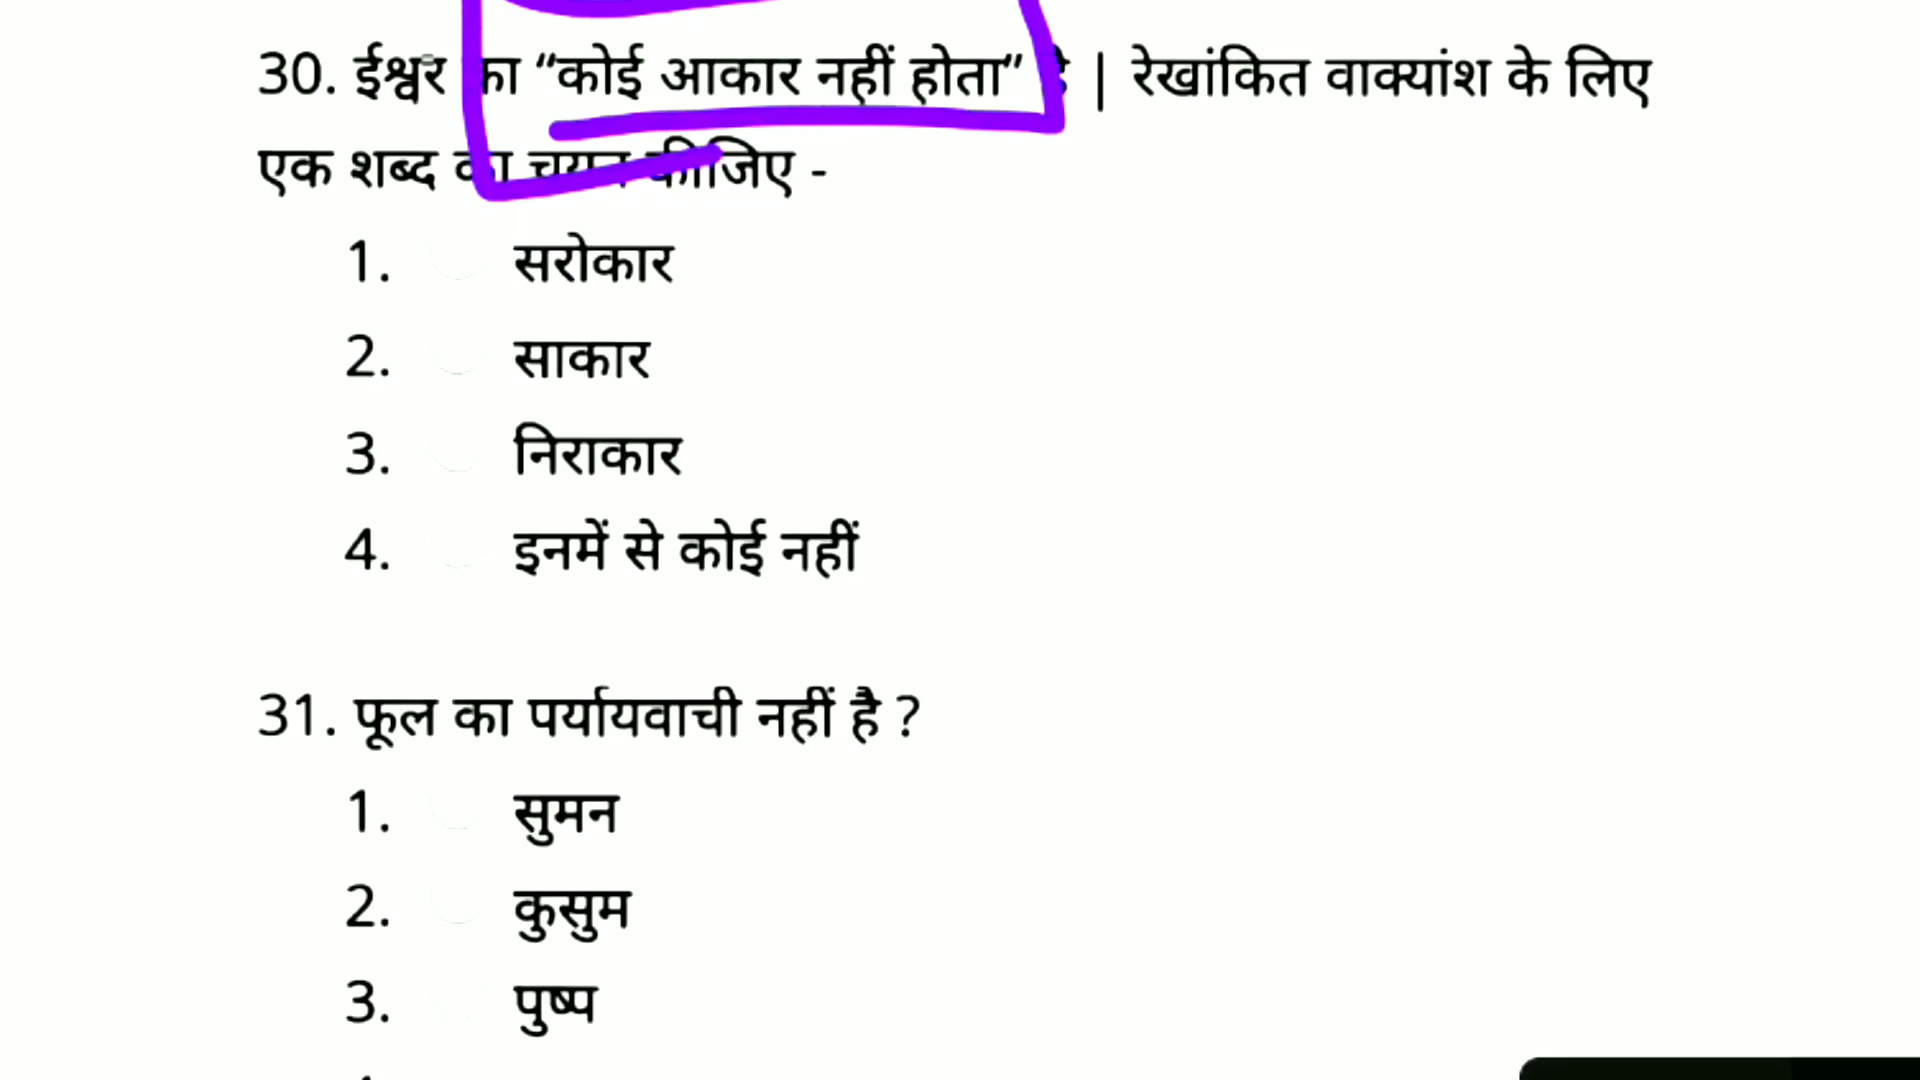 30. ईश्वर का “कोई आकार नहीं होता” है | रेखांकित वाक्यांश के लिए
एक शब्द का चयन कीजिए -
1. सरोकार
2. साकार
3. निराकार
4. इनमें से कोई नहीं
31. फूल का पर्यायवाची नहीं है ?
1. सुमन
2. कुसुम
3. पुष्प